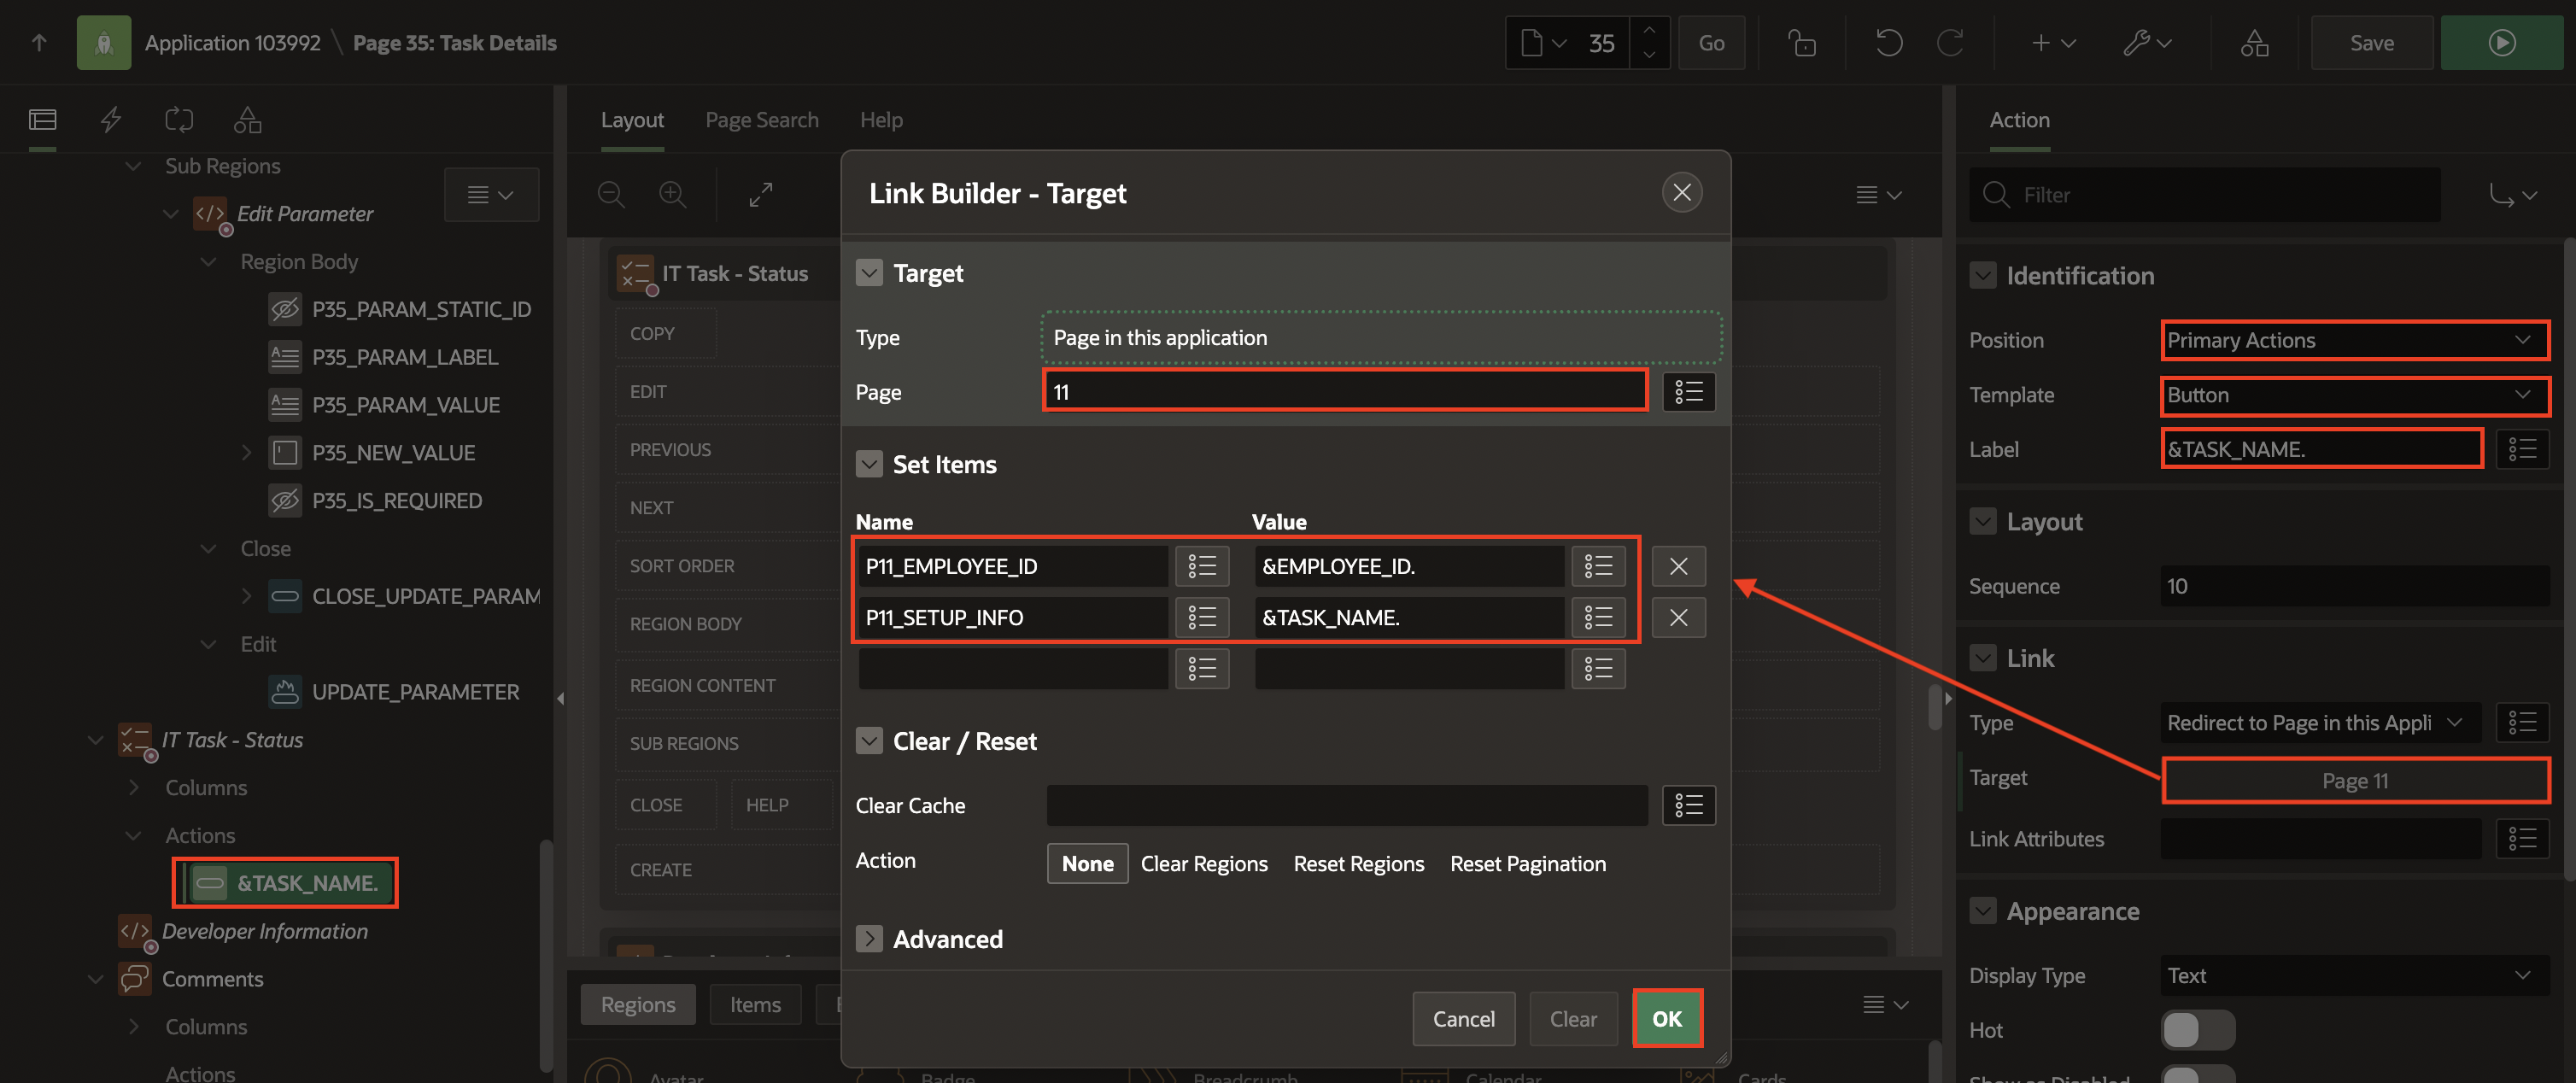 Application 103992 \ Page 35: Task Details
35
Go
Save
Sub Regions
Edit Parameter
Region Body
P35_PARAM_STATIC_ID
P35_PARAM_LABEL
P35_PARAM_VALUE
P35_NEW_VALUE
P35_IS_REQUIRED
Close
CLOSE_UPDATE_PARAM
Edit
UPDATE_PARAMETER
IT Task - Status
Columns
Actions
&TASK_NAME.
Developer Information
Comments
Columns
Actions
Layout Page Search Help
IT Task - Status
COPY
EDIT
PREVIOUS
NEXT
SORT ORDER
REGION BODY
REGION CONTENT
SUB REGIONS
CLOSE HELP
CREATE
Regions Items
Avatar Badge Breadcrumb Calendar Cards
Link Builder - Target
Target
Type Page in this application
Page 11
Set Items
Name Value
P11_EMPLOYEE_ID &EMPLOYEE_ID.
P11_SETUP_INFO &TASK_NAME.
Clear / Reset
Clear Cache
Action None Clear Regions Reset Regions Reset Pagination
Advanced
Cancel Clear OK
Action
Filter
Identification
Position Primary Actions
Template Button
Label &TASK_NAME.
Layout
Sequence 10
Link
Type Redirect to Page in this Appli
Target Page 11
Link Attributes
Appearance
Display Type Text
Hot
Show as Disabled